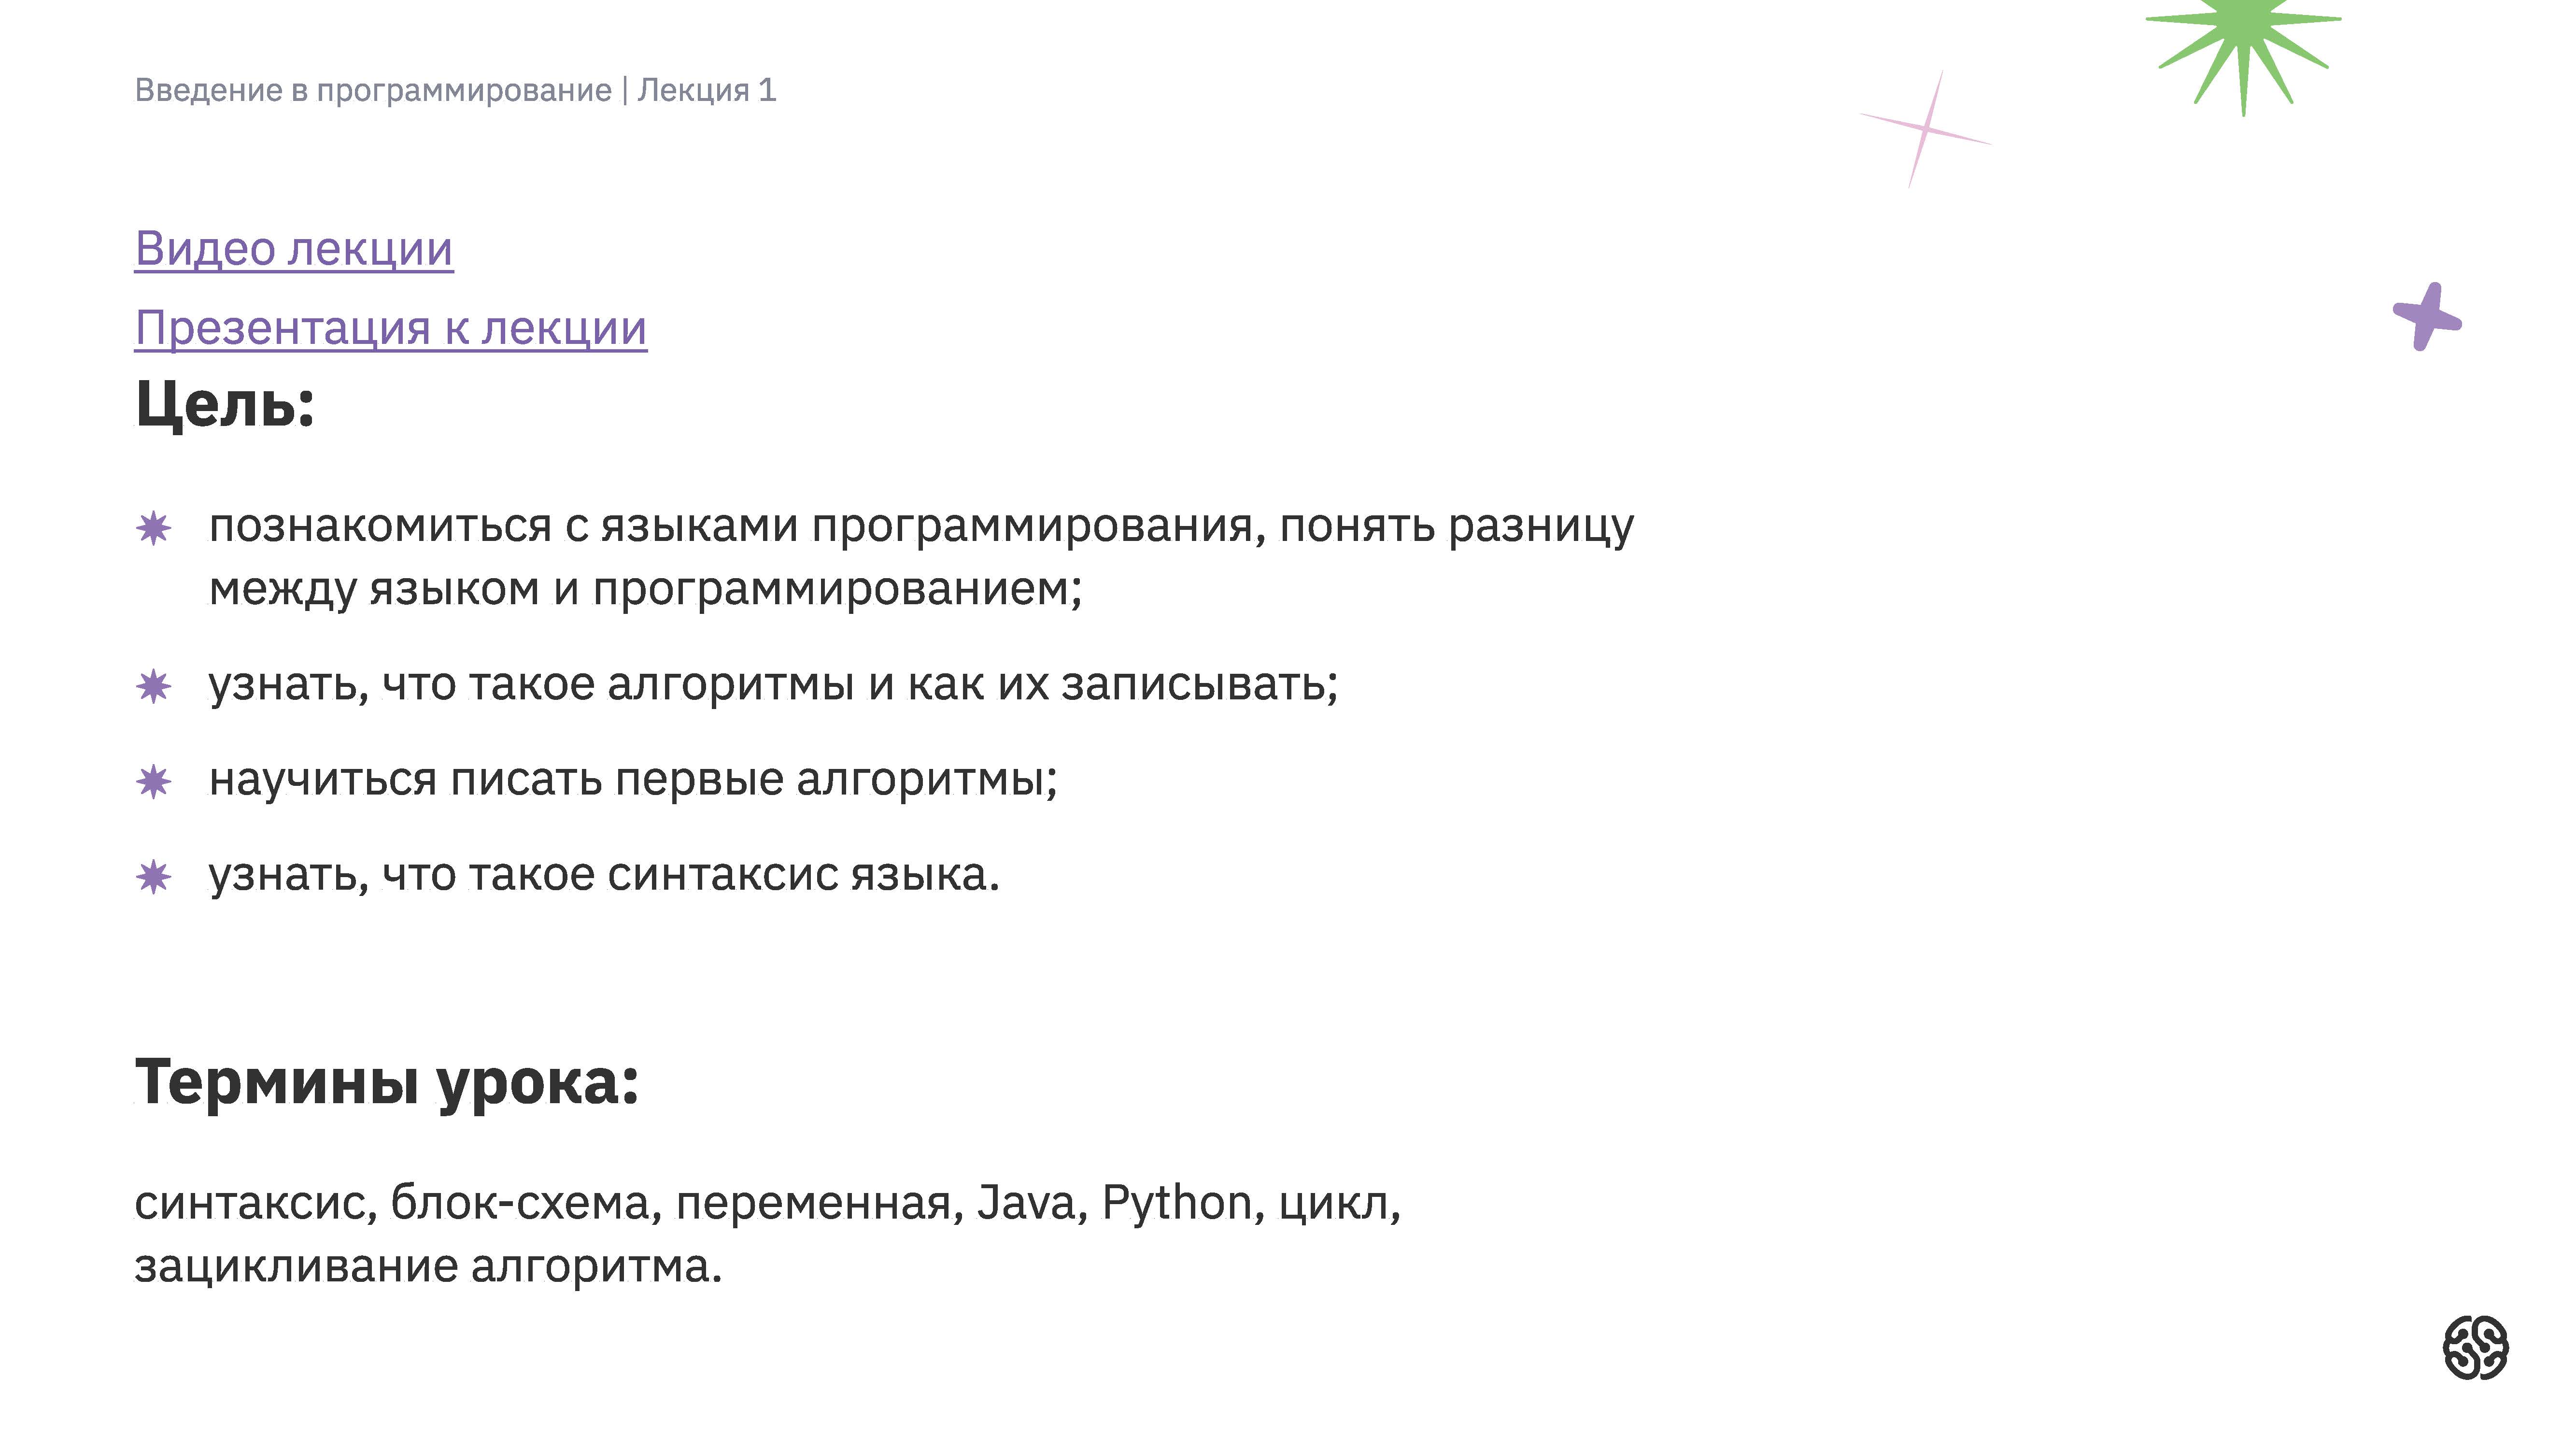 Введение в программирование | Лекция 1
Видео лекции
Презентация к лекции
Цель:
познакомиться с языками программирования, понять разницу
между языком и программированием;
узнать, что такое алгоритмы и как их записывать;
научиться писать первые алгоритмы;
узнать, что такое синтаксис языка.
Термины урока:
синтаксис, блок-схема, переменная, Java, Python, цикл,
зацикливание алгоритма.